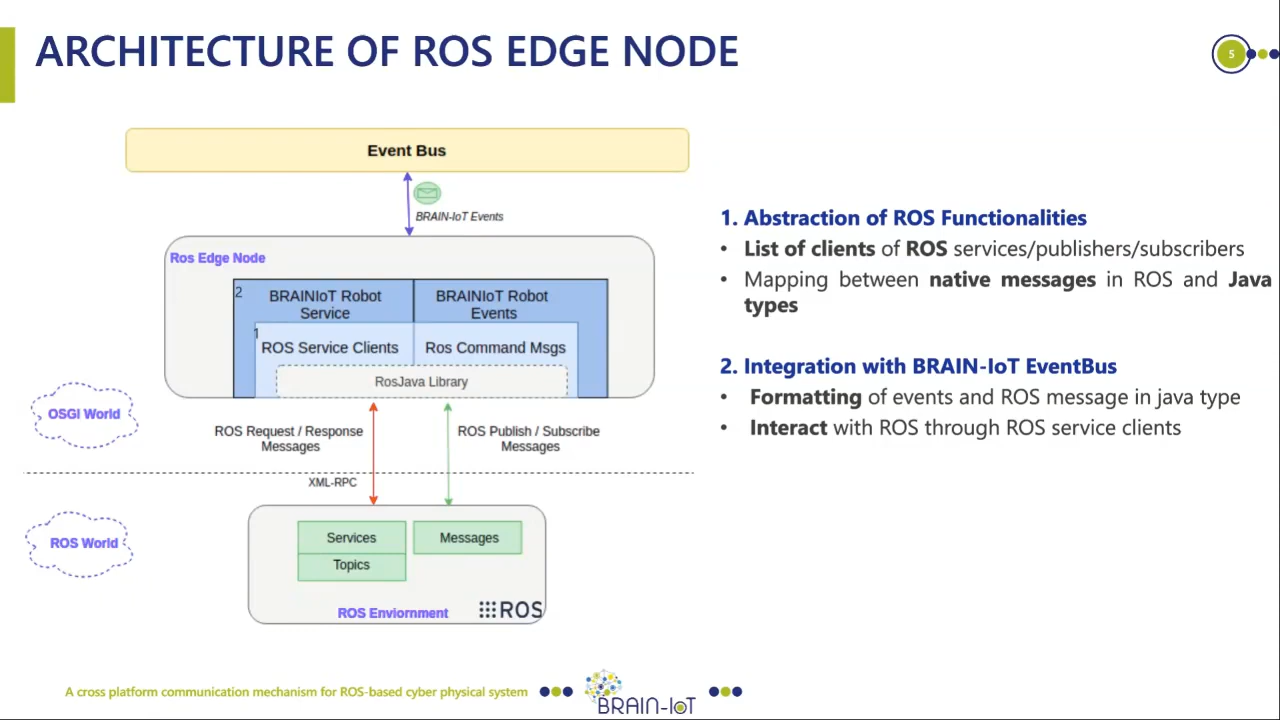 ARCHITECTURE OF ROS EDGE NODE
5
Event Bus
BRAIN-IoT Events
Ros Edge Node
2
BRAINIoT Robot
Service
BRAINIoT Robot
Events
1
ROS Service Clients
Ros Command Msgs
RosJava Library
OSGI World
ROS Request / Response
Messages
ROS Publish / Subscribe
Messages
XML-RPC
ROS World
Services
Topics
Messages
ROS Enviornment
ROS
1. Abstraction of ROS Functionalities
• List of clients of ROS services/publishers/subscribers
• Mapping between native messages in ROS and Java
types
2. Integration with BRAIN-IoT EventBus
• Formatting of events and ROS message in java type
• Interact with ROS through ROS service clients
A cross platform communication mechanism for ROS-based cyber physical system
BRAIN-IoT